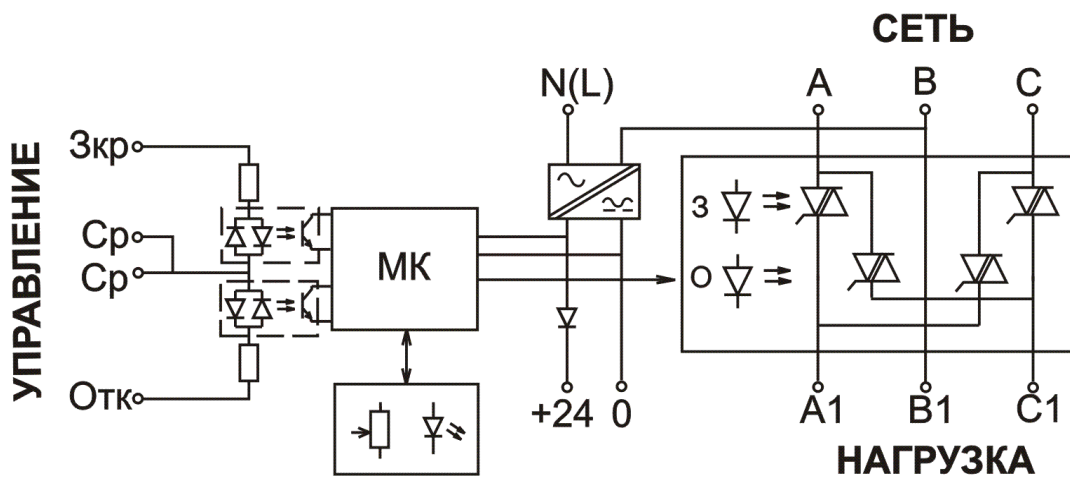 СЕТЬ
N(L) A B C
УПРАВЛЕНИЕ
Зкр
Ср
Ср
Отк
МК
З
О
+24 0 A1 B1 C1
НАГРУЗКА